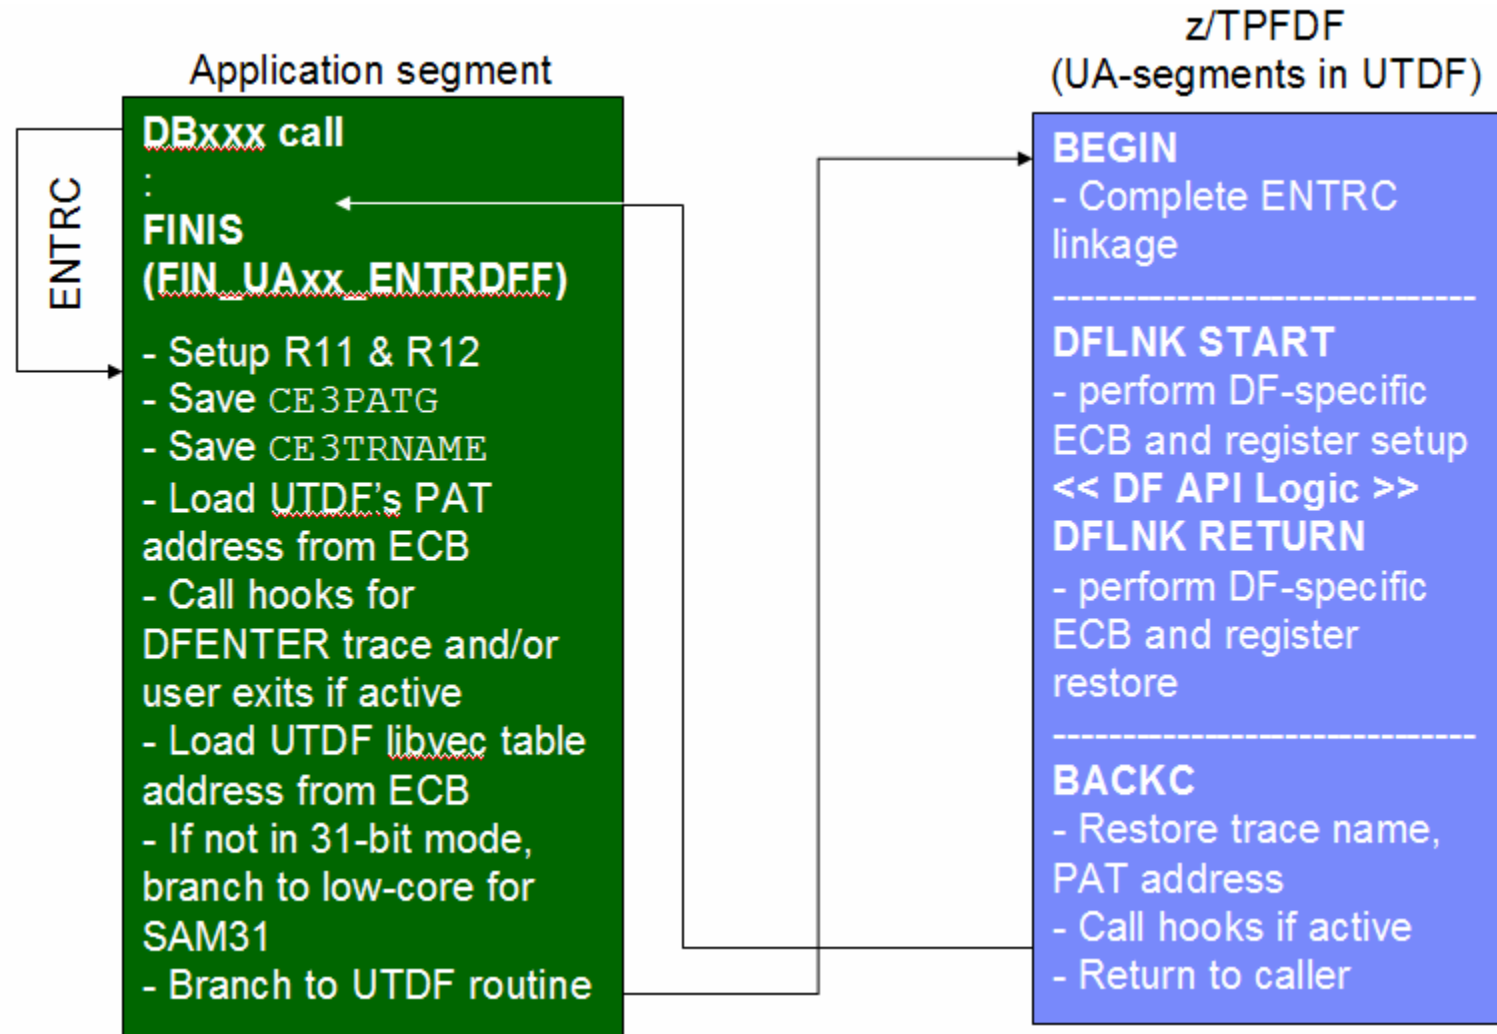 Application segment
DBxxx call
:
FINIS
(FIN_UAxx_ENTRDFF)
- Setup R11 & R12
- Save CE3PATG
- Save CE3TRNAME
- Load UTDF's PAT
address from ECB
- Call hooks for
DFENTER trace and/or
user exits if active
- Load UTDF libvec table
address from ECB
- If not in 31-bit mode,
branch to low-core for
SAM31
- Branch to UTDF routine
ENTRC
z/TPFDF
(UA-segments in UTDF)
BEGIN
- Complete ENTRC
linkage
------------------------------
DFLNK START
- perform DF-specific
ECB and register setup
<< DF API Logic >>
DFLNK RETURN
- perform DF-specific
ECB and register
restore
------------------------------
BACKC
- Restore trace name,
PAT address
- Call hooks if active
- Return to caller